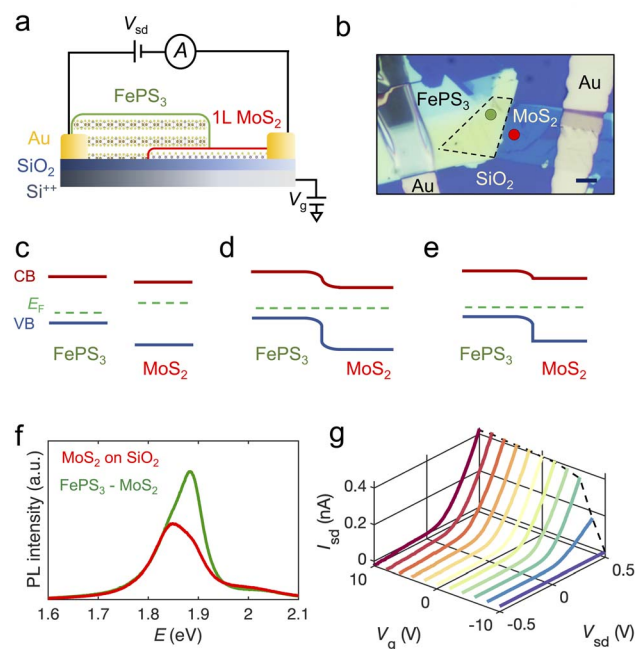 a
V_sd
A
FePS₃
1L MoS₂
Au
SiO₂
Si⁺⁺
V_g
b
FePS₃
MoS₂
Au
SiO₂
Au
c
d
e
CB
E_F
VB
FePS₃
MoS₂
FePS₃
MoS₂
FePS₃
MoS₂
f
MoS₂ on SiO₂
FePS₃ - MoS₂
PL intensity (a.u.)
1.6 1.7 1.8 1.9 2.0 2.1
E (eV)
g
0.4
0.2
0
I_sd (nA)
10
0
-10
V_g (V)
-0.5
0
0.5
V_sd (V)